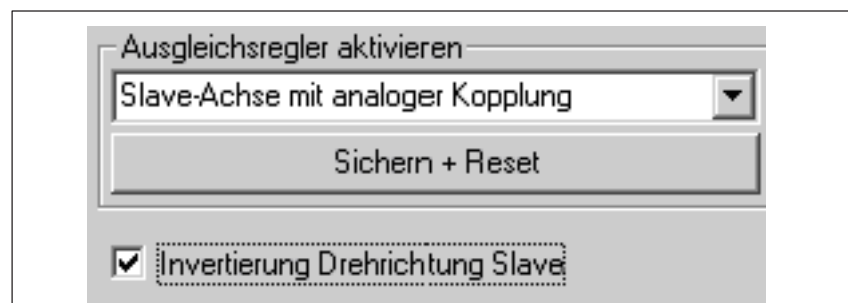 Ausgleichsregler aktivieren
Slave-Achse mit analoger Kopplung
Sichern + Reset
Invertierung Drehrichtung Slave